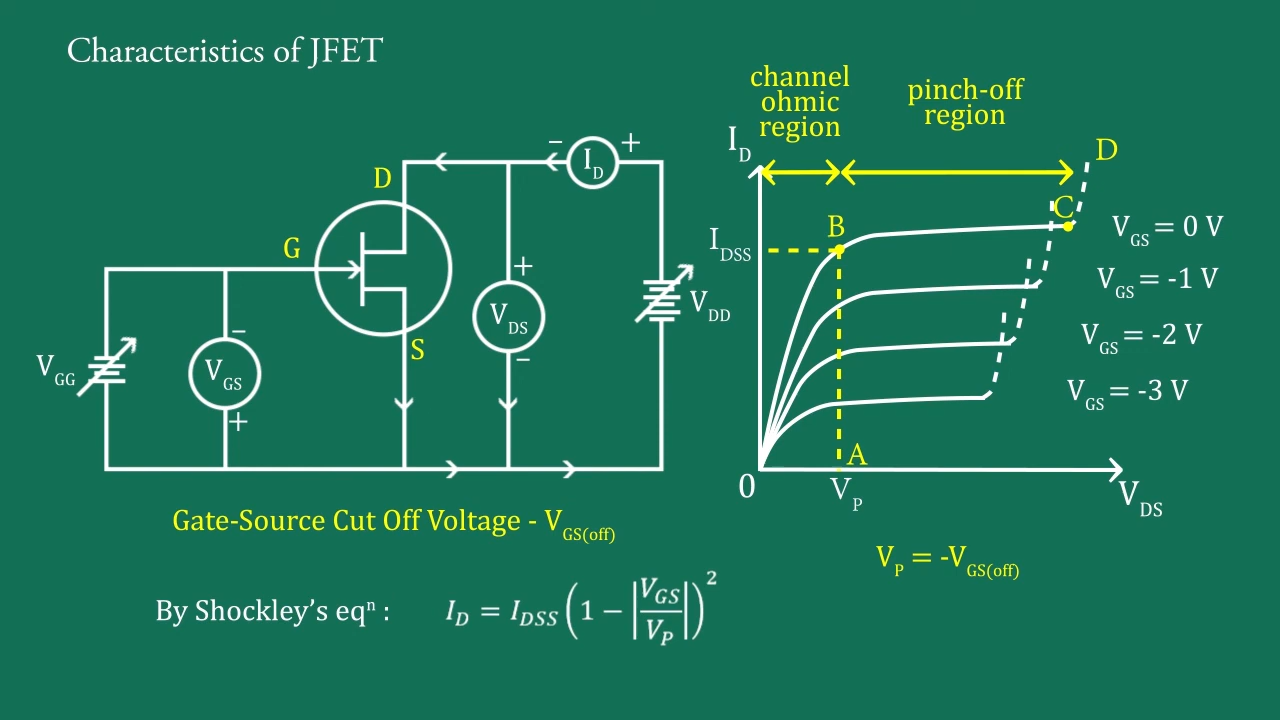 Characteristics of JFET
channel
ohmic
region
pinch-off
region
I_D
D
C
B
I_DSS
V_GS = 0 V
V_GS = -1 V
V_GS = -2 V
V_GS = -3 V
A
0
V_P
V_DS
D
G
S
- I_D +
+
V_DS
-
V_DD
V_GG
-
V_GS
+
Gate-Source Cut Off Voltage - V_GS(off)
V_P = -V_GS(off)
By Shockley's eqⁿ : I_D = I_DSS (1 − |V_GS / V_P|)²